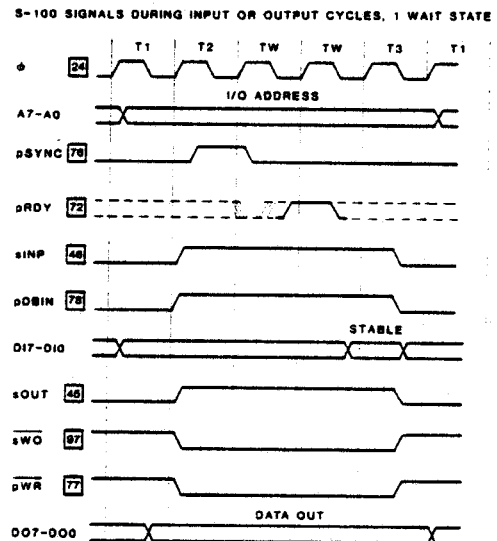 S-100 SIGNALS DURING INPUT OR OUTPUT CYCLES, 1 WAIT STATE
T1 T2 TW TW T3 T1
ϕ 24
I/O ADDRESS
A7-A0
pSYNC 76
pRDY 72
sINP 46
pDBIN 78
STABLE
DI7-DI0
sOUT 45
sWO 97
pWR 77
DATA OUT
DO7-DO0